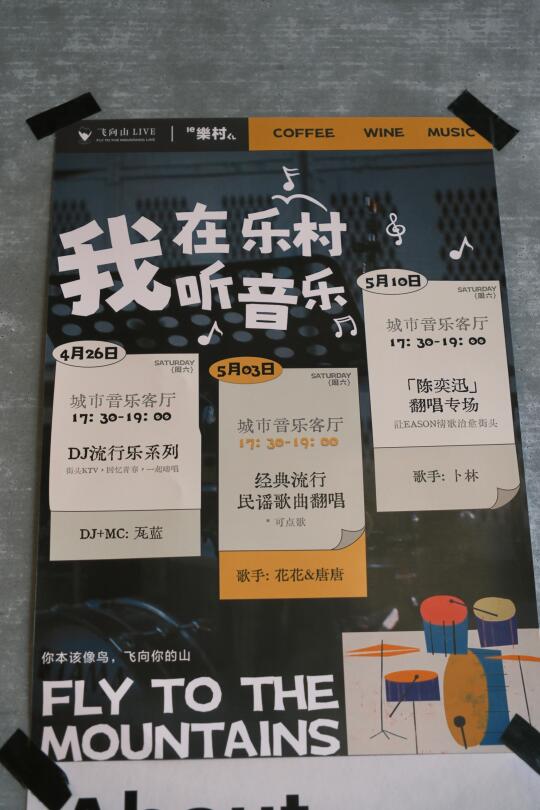 飞向山 LIVE
FLY TO THE MOUNTAINS LIVE
le樂村
COFFEE WINE MUSIC
我在乐村
听音乐
4月26日
SATURDAY
(周六)
城市音乐客厅
17:30-19:00
DJ流行乐系列
街头KTV,回忆青春,一起嗨唱
DJ+MC: 瓦蓝
5月03日
SATURDAY
(周六)
城市音乐客厅
17:30-19:00
经典流行
民谣歌曲翻唱
* 可点歌
歌手: 花花&唐唐
5月10日
SATURDAY
(周六)
城市音乐客厅
17:30-19:00
「陈奕迅」
翻唱专场
让EASON情歌治愈街头
歌手: 卜林
你本该像鸟,飞向你的山
FLY TO THE
MOUNTAINS
About